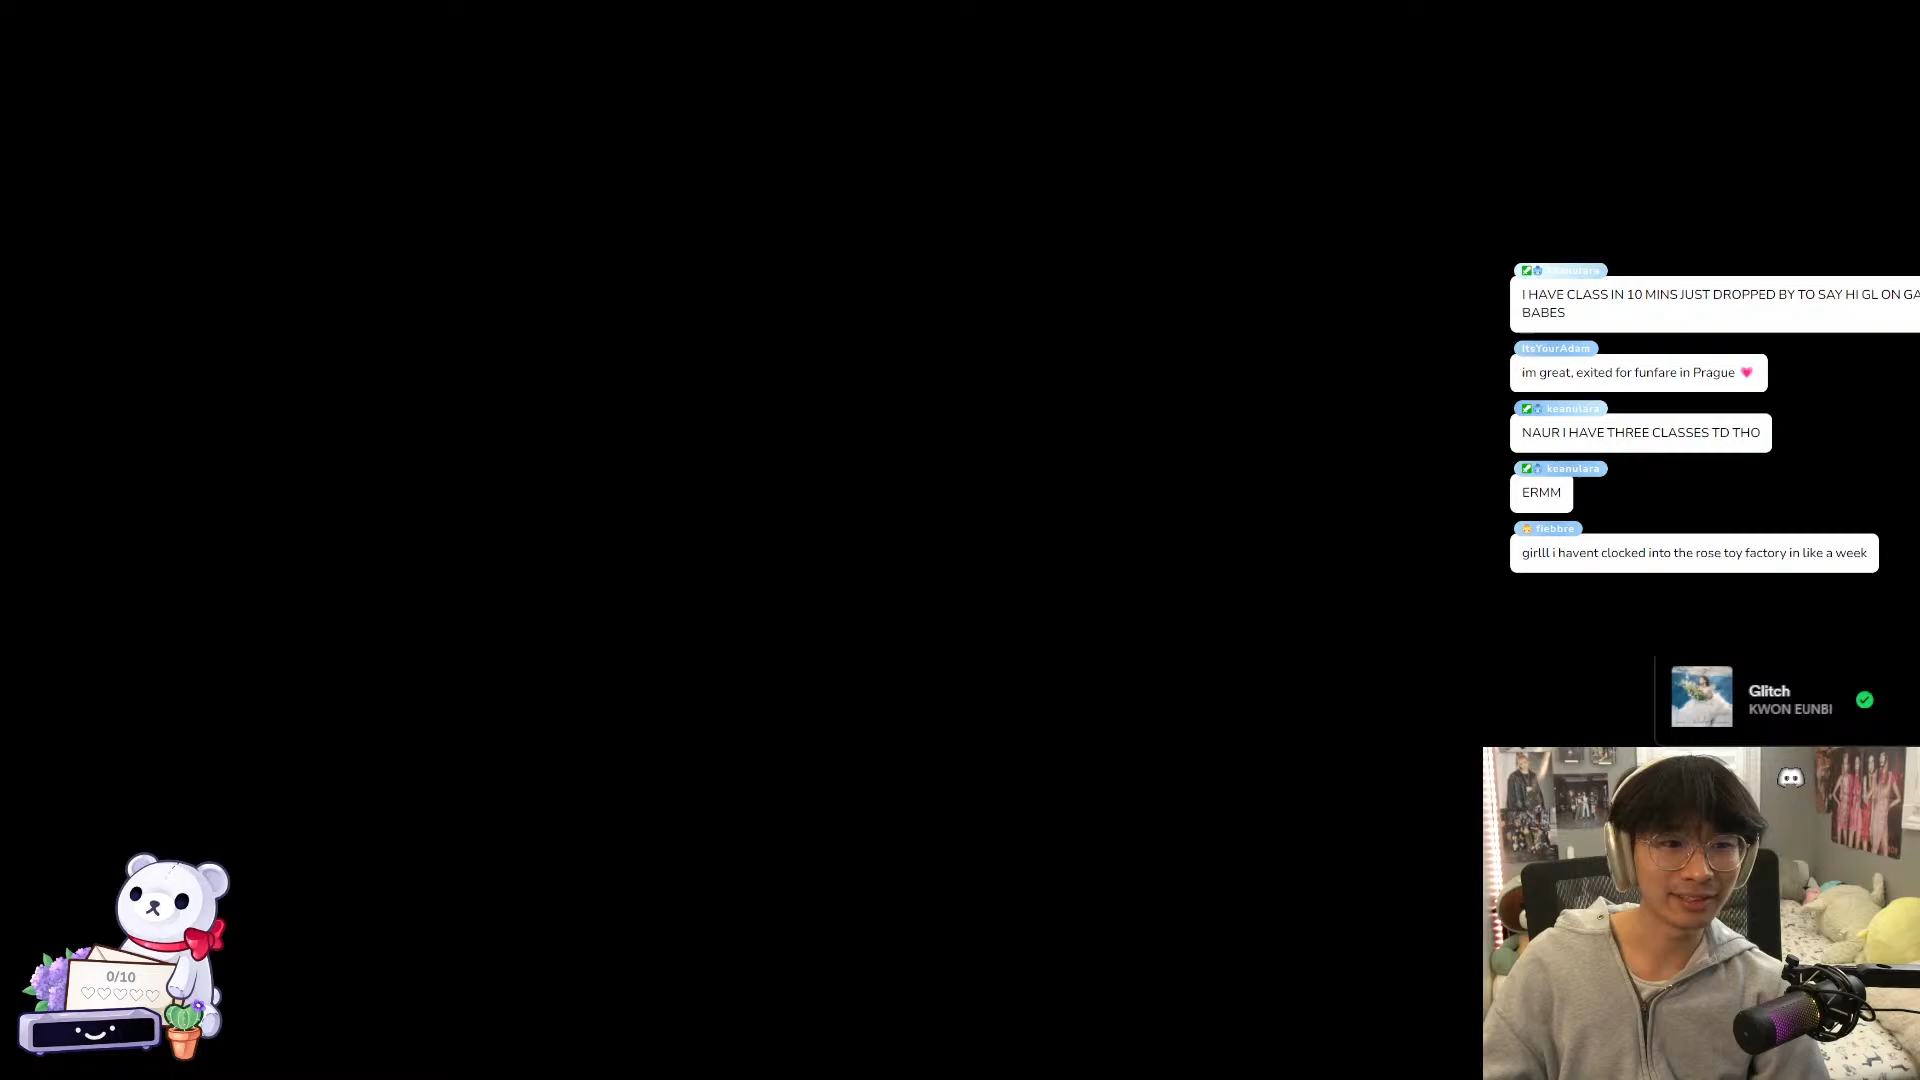 keanulara
I HAVE CLASS IN 10 MINS JUST DROPPED BY TO SAY HI GL ON GA
BABES
ItsYourAdam
im great, exited for funfare in Prague
keanulara
NAUR I HAVE THREE CLASSES TD THO
keanulara
ERMM
fiebbre
girlll i havent clocked into the rose toy factory in like a week
Glitch
KWON EUNBI
0/10